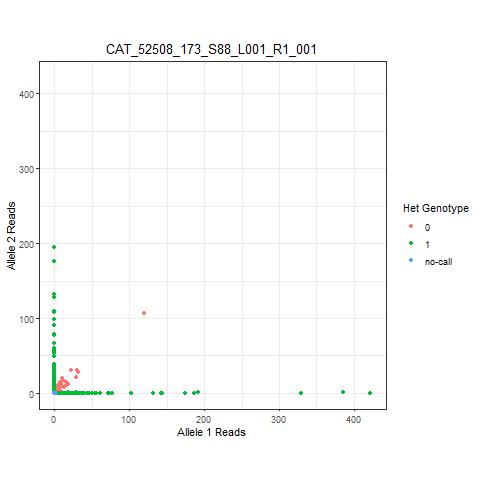 CAT_52508_173_S88_L001_R1_001
400
300
200
100
0
Allele 2 Reads
0 100 200 300 400
Allele 1 Reads
Het Genotype
0
1
no-call